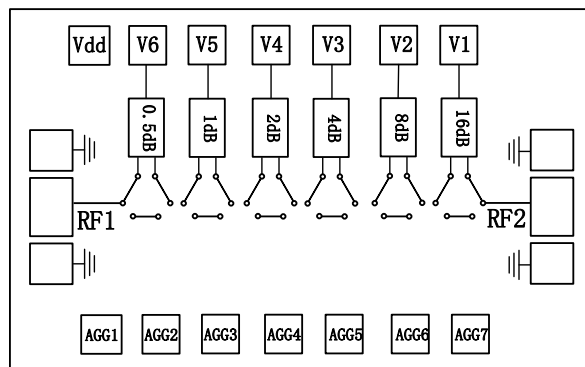 Vdd V6 V5 V4 V3 V2 V1
0.5dB 1dB 2dB 4dB 8dB 16dB
RF1 RF2
AGG1 AGG2 AGG3 AGG4 AGG5 AGG6 AGG7